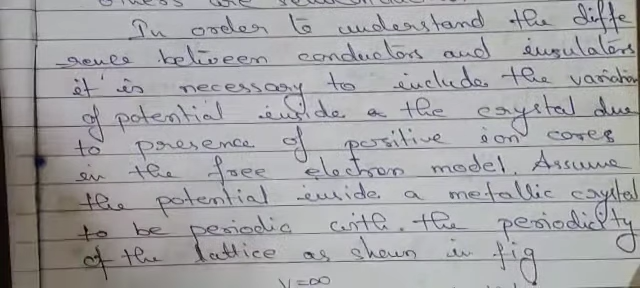 In order to understand the diffe
rence between conductors and insulators
it is necessary to include the variation
of potential inside a the crystal due
to presence of positive ion cores
in the free electron model. Assume
the potential inside a metallic crystal
to be periodic with the periodicity
of the lattice as shown in fig
V=∞